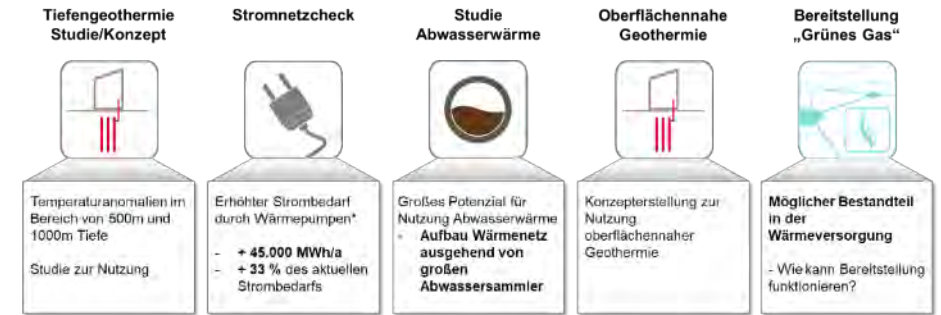 Tiefengeothermie
Studie/Konzept
Temperaturanomalien im
Bereich von 500m und
1000m Tiefe
Studie zur Nutzung
Stromnetzcheck
Erhöhter Strombedarf
durch Wärmepumpen*
- + 45.000 MWh/a
- + 33 % des aktuellen
Strombedarfs
Studie
Abwasserwärme
Großes Potenzial für
Nutzung Abwasserwärme
- Aufbau Wärmenetz
ausgehend von
großen
Abwassersammler
Oberflächennahe
Geothermie
Konzepterstellung zur
Nutzung
oberflächennaher
Geothermie
Bereitstellung
„Grünes Gas“
Möglicher Bestandteil
in der
Wärmeversorgung
- Wie kann Bereitstellung
funktionieren?